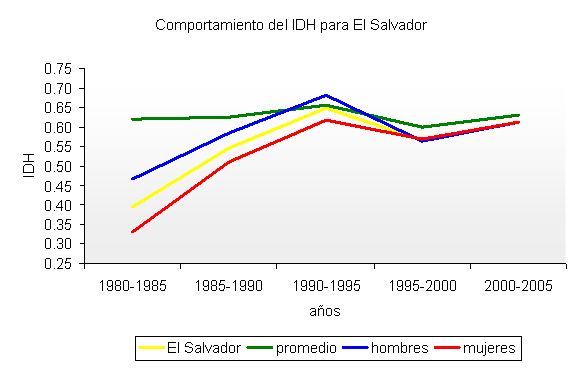 Comportamiento del IDH para El Salvador
0.75
0.70
0.65
0.60
0.55
0.50
0.45
0.40
0.35
0.30
0.25
IDH
1980-1985 1985-1990 1990-1995 1995-2000 2000-2005
años
El Salvador promedio hombres mujeres